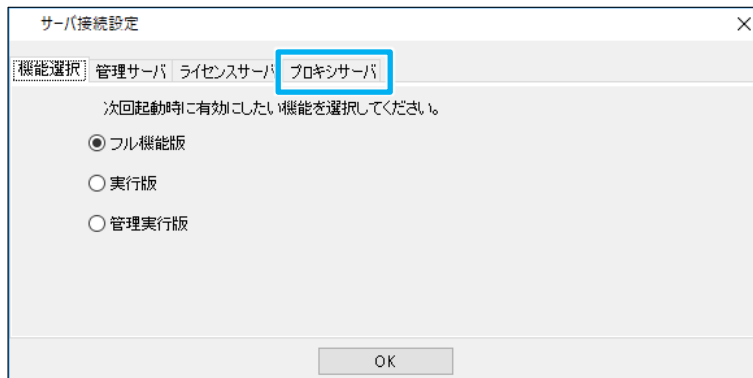 サーバ接続設定
機能選択 管理サーバ ライセンスサーバ プロキシサーバ
次回起動時に有効にしたい機能を選択してください。
フル機能版
実行版
管理実行版
OK